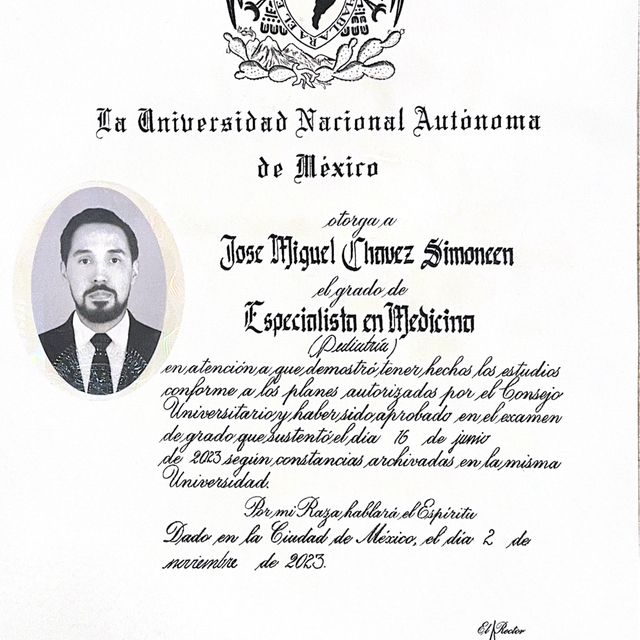 HABLARA EL E
La Universidad Nacional Autónoma
de México
otorga a
Jose Miguel Chavez Simoneen
el grado de
Especialista en Medicina
(Pediatría)
en atención a que demostró tener hechos los estudios
conforme a los planes autorizados por el Consejo
Universitario y haber sido aprobado en el examen
de grado que sustentó el día 16 de junio
de 2023 según constancias archivadas en la misma
Universidad.
Por mi Raza hablará el Espíritu
Dado en la Ciudad de México, el día 2 de
noviembre de 2023.
El Rector